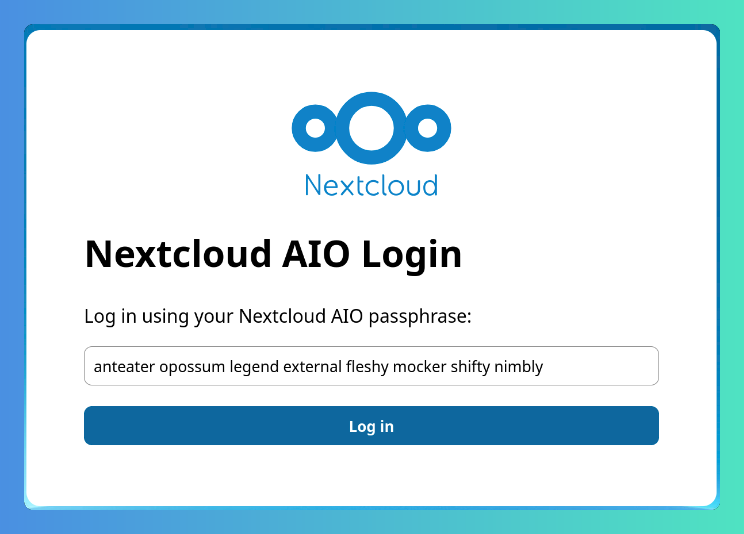 Nextcloud
Nextcloud AIO Login
Log in using your Nextcloud AIO passphrase:
anteater opossum legend external fleshy mocker shifty nimbly
Log in